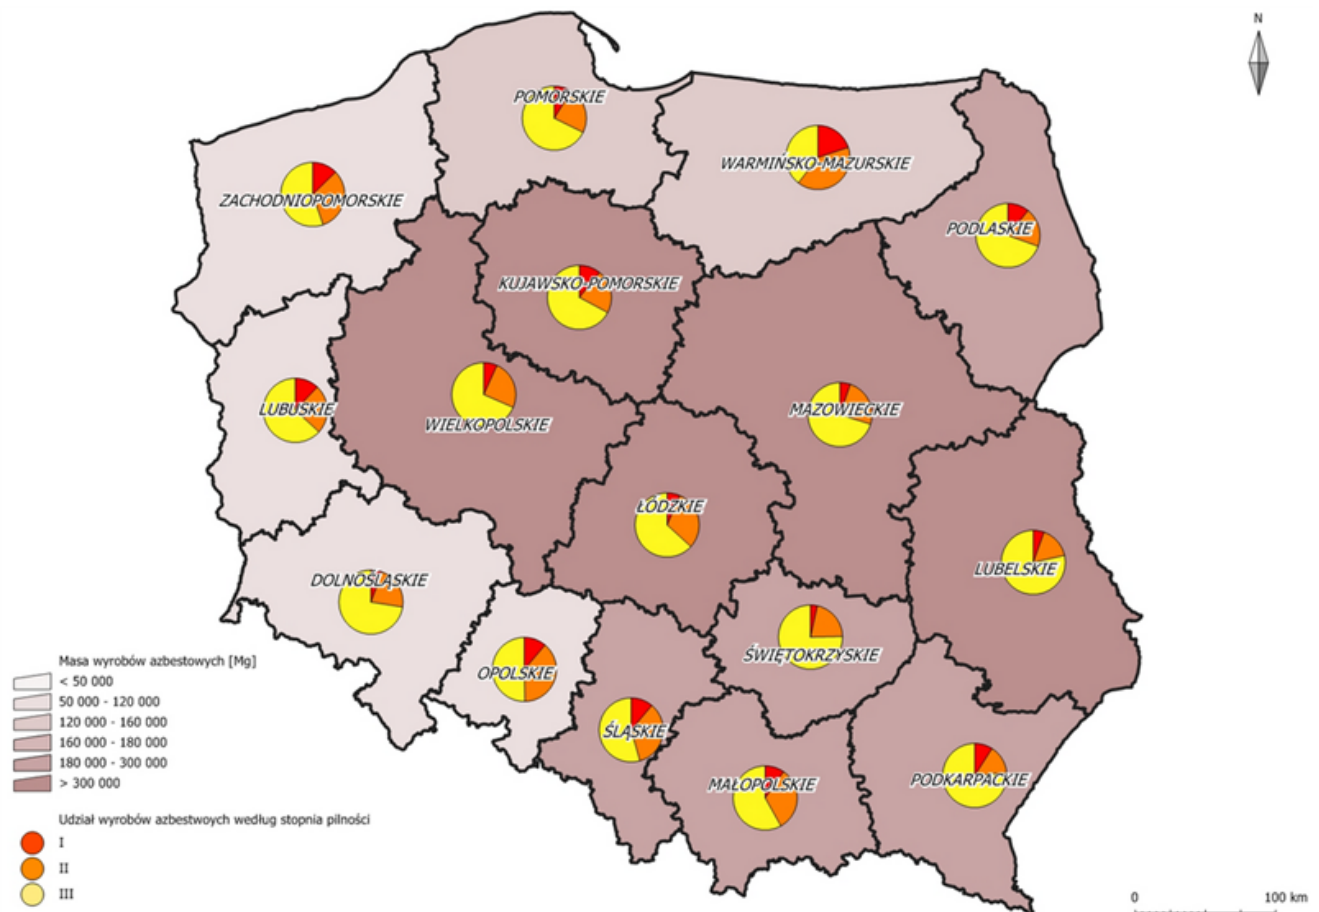 N
POMORSKIE
WARMIŃSKO-MAZURSKIE
ZACHODNIOPOMORSKIE
PODLASKIE
KUJAWSKO-POMORSKIE
LUBUSKIE
WIELKOPOLSKIE
MAZOWIECKIE
ŁÓDZKIE
LUBELSKIE
DOLNOŚLĄSKIE
OPOLSKIE
ŚWIĘTOKRZYSKIE
ŚLĄSKIE
MAŁOPOLSKIE
PODKARPACKIE
Masa wyrobów azbestowych [Mg]
< 50 000
50 000 - 120 000
120 000 - 160 000
160 000 - 180 000
180 000 - 300 000
> 300 000
Udział wyrobów azbestwoych według stopnia pilności
I
II
III
0 100 km